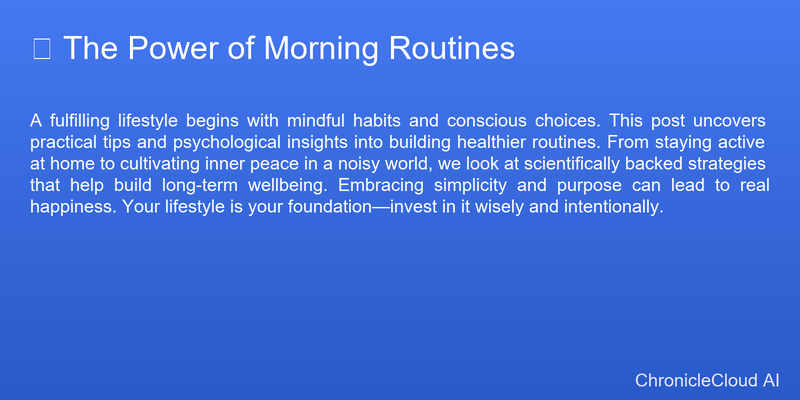 The Power of Morning Routines
A fulfilling lifestyle begins with mindful habits and conscious choices. This post uncovers
practical tips and psychological insights into building healthier routines. From staying active
at home to cultivating inner peace in a noisy world, we look at scientifically backed strategies
that help build long-term wellbeing. Embracing simplicity and purpose can lead to real
happiness. Your lifestyle is your foundation—invest in it wisely and intentionally.
ChronicleCloud AI